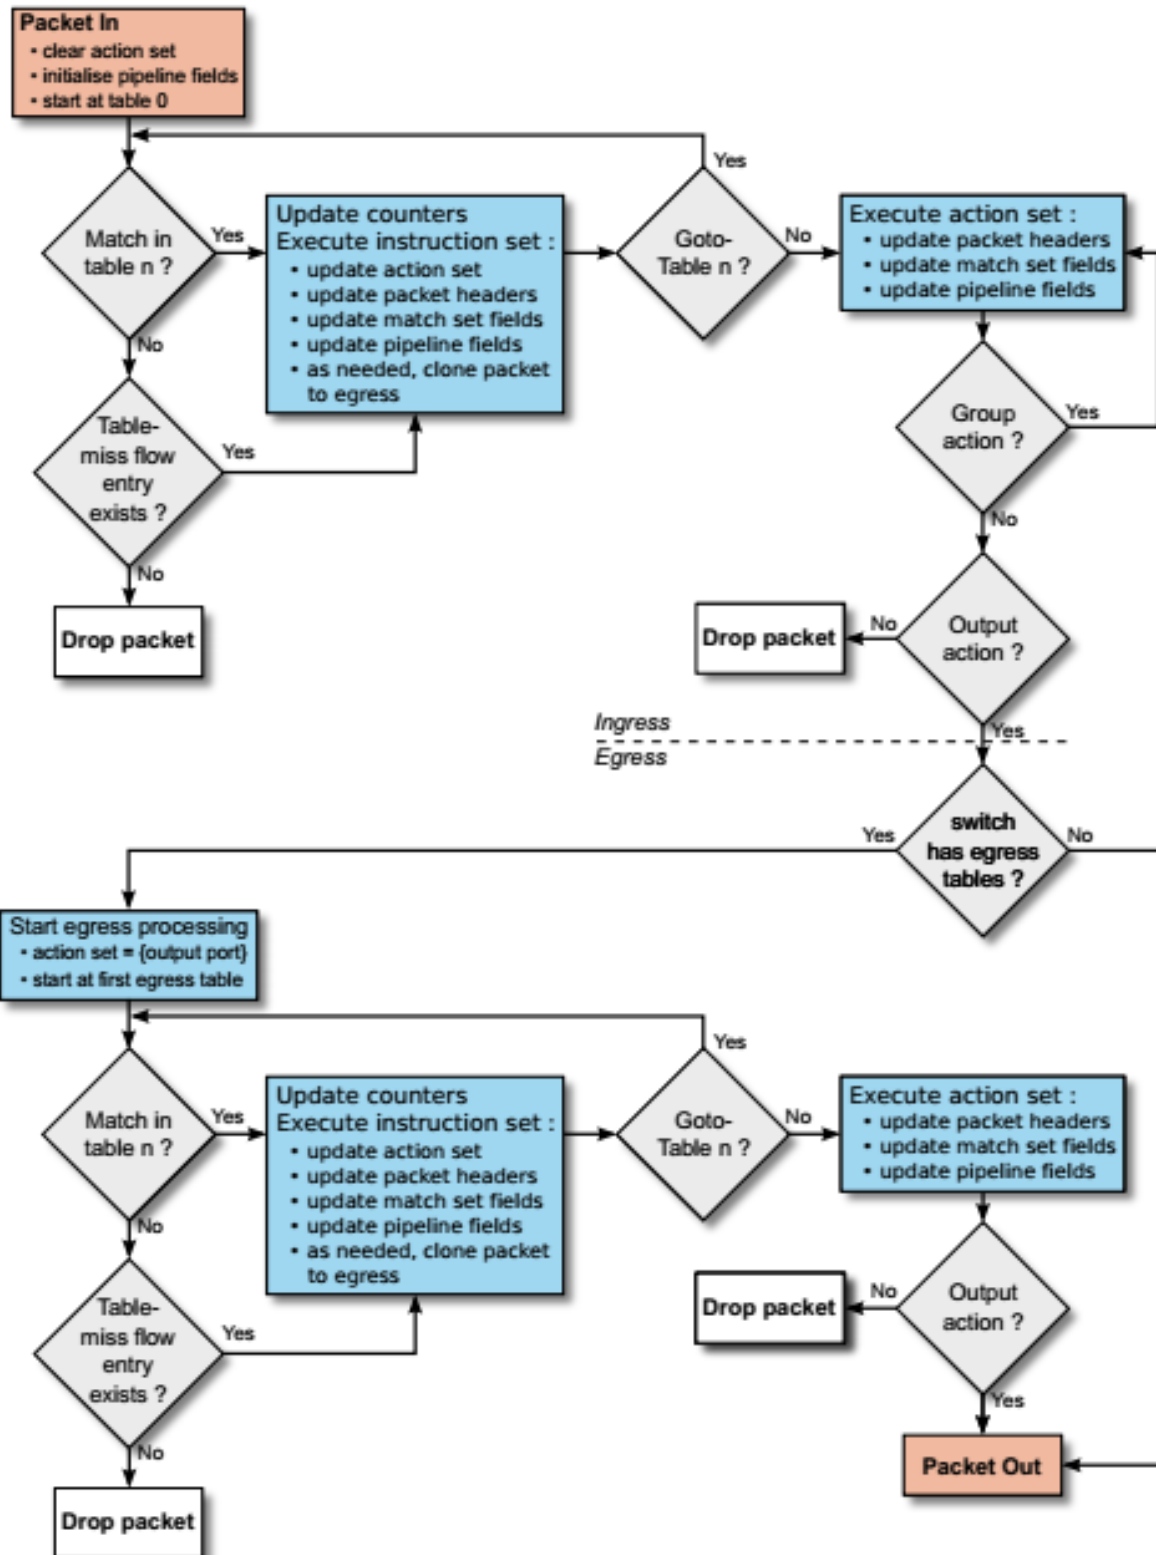 Packet In
• clear action set
• initialise pipeline fields
• start at table 0
Yes
Match in
table n ?
Yes
Update counters
Execute instruction set :
• update action set
• update packet headers
• update match set fields
• update pipeline fields
• as needed, clone packet
to egress
Goto-
Table n ?
No
Execute action set :
• update packet headers
• update match set fields
• update pipeline fields
No
Table-
miss flow
entry
exists ?
Yes
Group
action ?
Yes
No
No
Drop packet
Output
action ?
No
Drop packet
Ingress
Yes
Egress
switch
has egress
tables ?
Yes
No
Start egress processing
• action set = {output port}
• start at first egress table
Yes
Match in
table n ?
Yes
Update counters
Execute instruction set :
• update action set
• update packet headers
• update match set fields
• update pipeline fields
• as needed, clone packet
to egress
Goto-
Table n ?
No
Execute action set :
• update packet headers
• update match set fields
• update pipeline fields
No
Table-
miss flow
entry
exists ?
Yes
Output
action ?
No
Drop packet
Yes
No
Packet Out
Drop packet